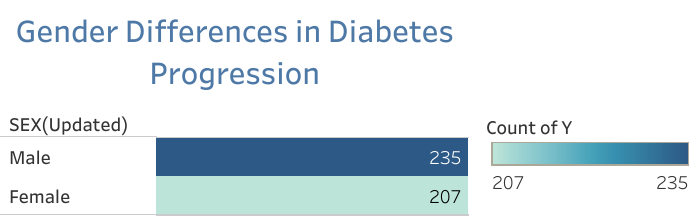 Gender Differences in Diabetes
Progression
SEX(Updated)
Count of Y
Male 235
Female 207
207 235